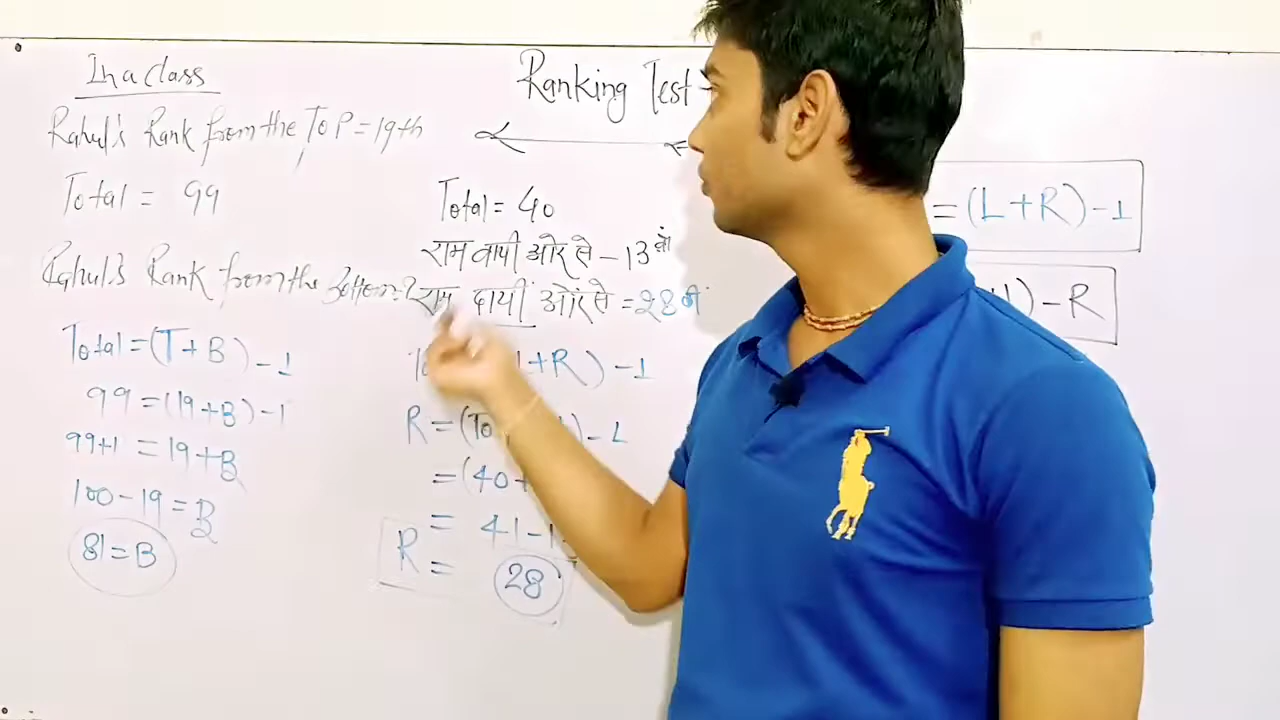 In a class
Rahul's Rank from the Top = 19th
Total = 99
Rahul's Rank from the Bottom = ?
Total = (T + B) - 1
99 = (19 + B) - 1
99 + 1 = 19 + B
100 - 19 = B
81 = B
Ranking Test
Total = 40
राम बायी ओर से - 13 वां
राम दायीं ओर से = 28 वां
+ R) - 1
R = (To
) - L
= (40 +
= 41 - 1
R = 28
= (L + R) - 1
) - R